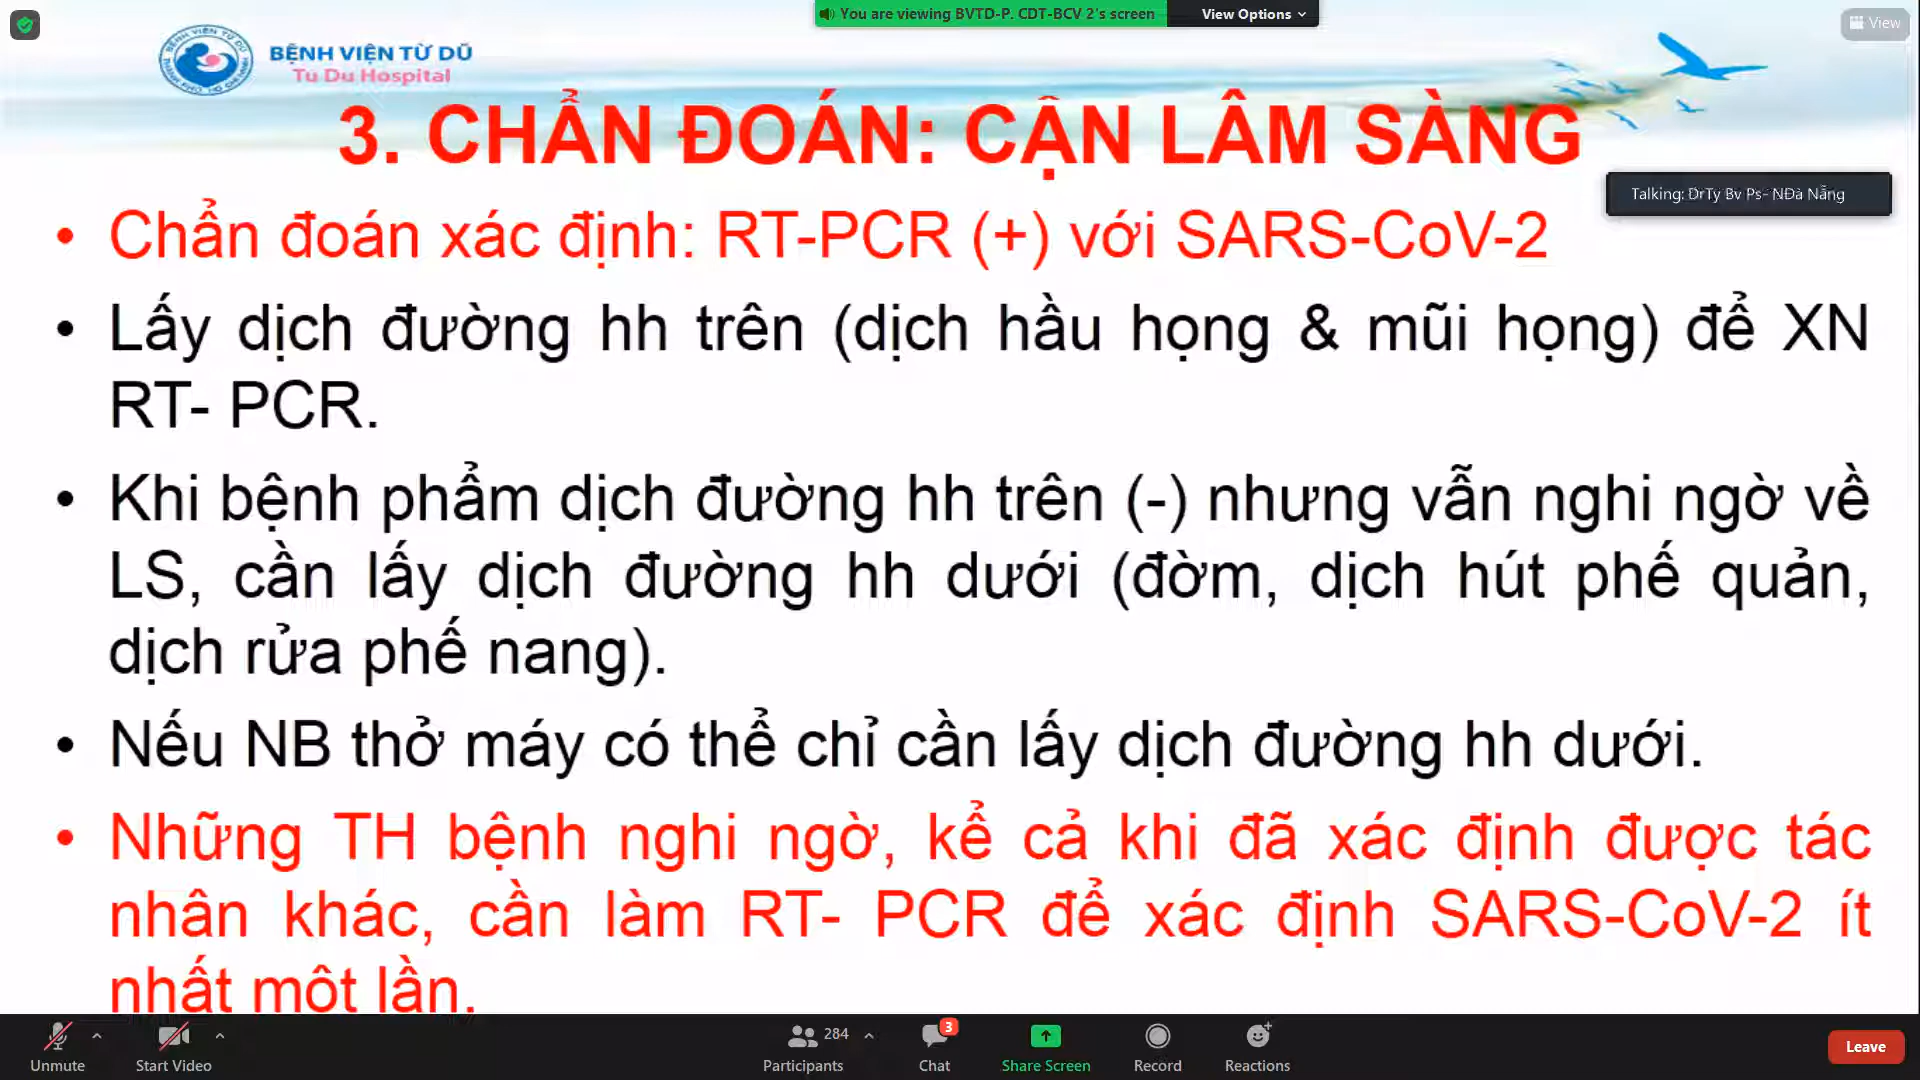 You are viewing BVTD-P. CDT-BCV 2's screen
View Options
View
BỆNH VIỆN TỪ DŨ
Tu Du Hospital
3. CHẨN ĐOÁN: CẬN LÂM SÀNG
Talking: DrTy Bv Ps- NĐà Nẵng
• Chẩn đoán xác định: RT-PCR (+) với SARS-CoV-2
• Lấy dịch đường hh trên (dịch hầu họng & mũi họng) để XN
RT- PCR.
• Khi bệnh phẩm dịch đường hh trên (-) nhưng vẫn nghi ngờ về
LS, cần lấy dịch đường hh dưới (đờm, dịch hút phế quản,
dịch rửa phế nang).
• Nếu NB thở máy có thể chỉ cần lấy dịch đường hh dưới.
• Những TH bệnh nghi ngờ, kể cả khi đã xác định được tác
nhân khác, cần làm RT- PCR để xác định SARS-CoV-2 ít
nhất một lần.
Unmute
Start Video
284
Participants
3
Chat
Share Screen
Record
Reactions
Leave